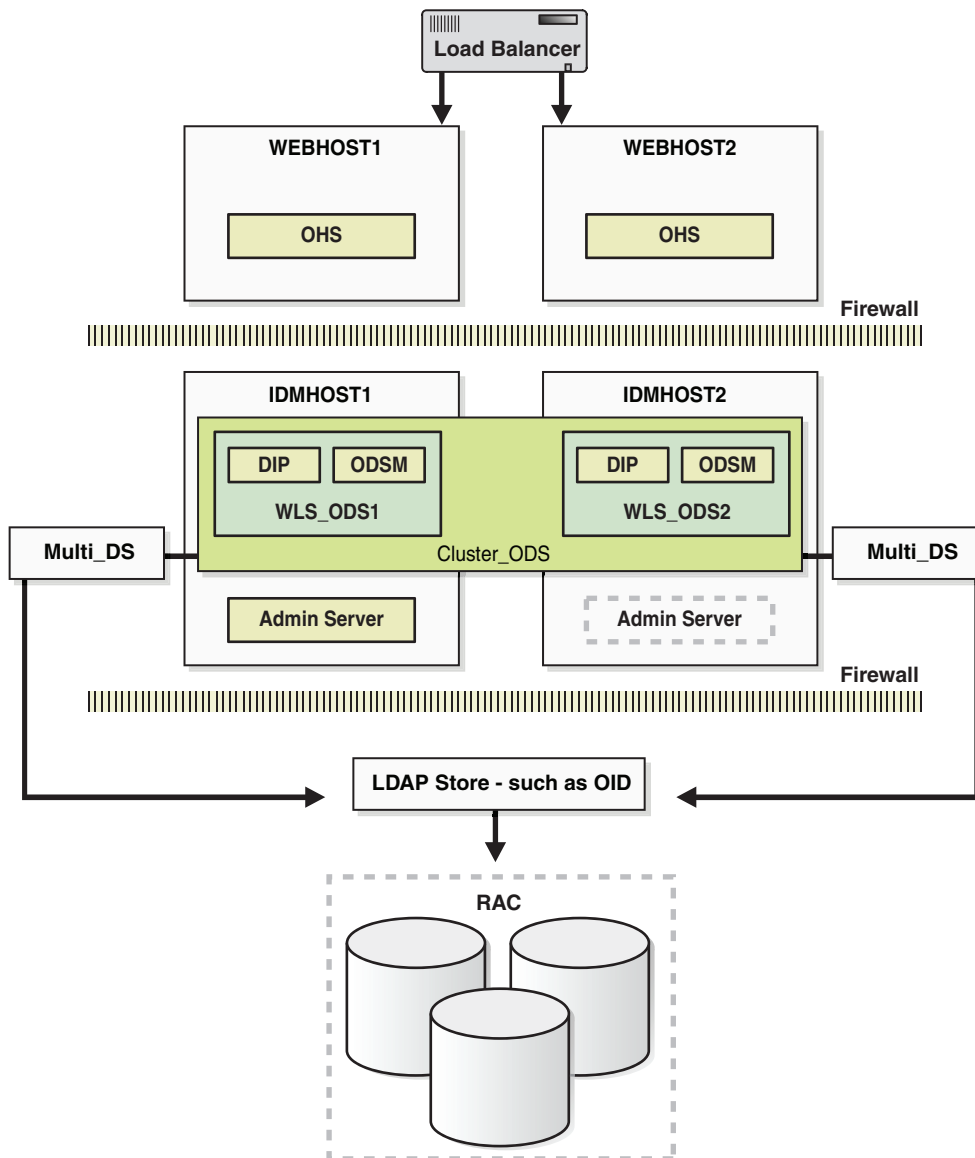 Load Balancer
WEBHOST1
WEBHOST2
OHS
OHS
Firewall
IDMHOST1
IDMHOST2
DIP
ODSM
DIP
ODSM
WLS_ODS1
WLS_ODS2
Multi_DS
Cluster_ODS
Multi_DS
Admin Server
Admin Server
Firewall
LDAP Store - such as OID
RAC